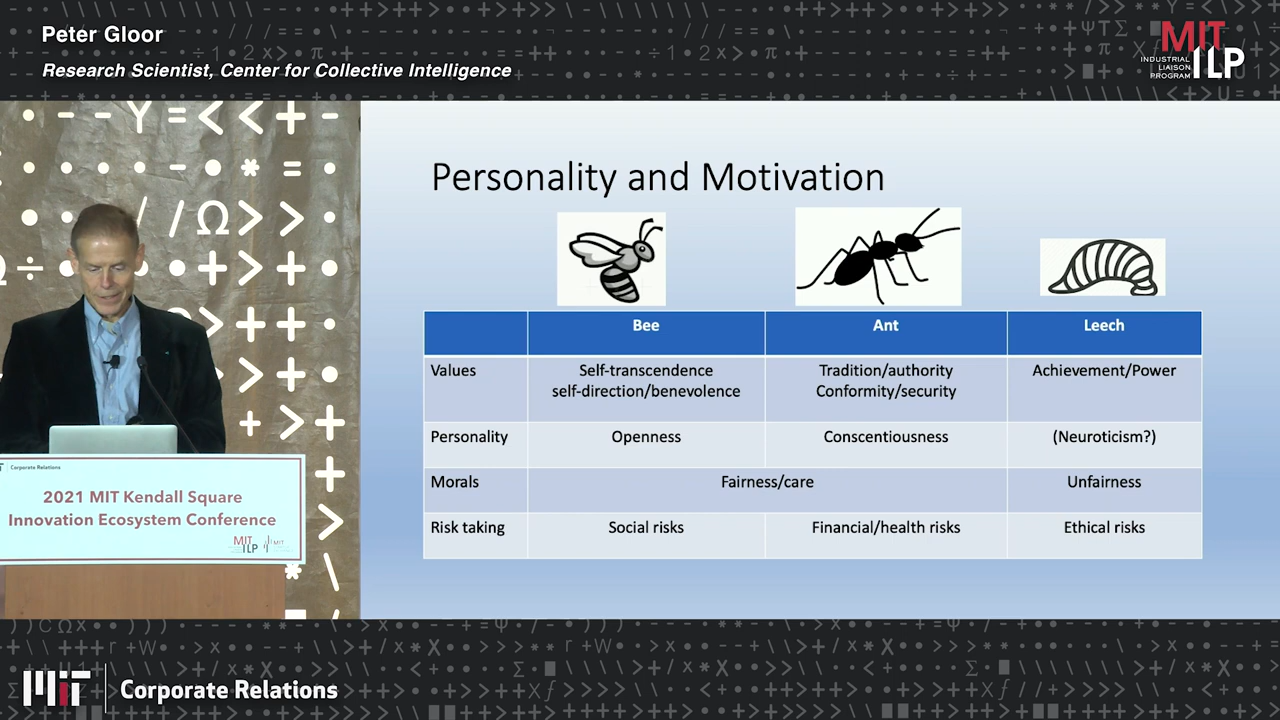 Peter Gloor
Research Scientist, Center for Collective Intelligence
MIT
INDUSTRIAL
LIAISON
PROGRAM
ILP
Personality and Motivation
Bee Ant Leech
Values Self-transcendence Tradition/authority Achievement/Power
self-direction/benevolence Conformity/security
Personality Openness Conscientiousness (Neuroticism?)
Morals Fairness/care Unfairness
Risk taking Social risks Financial/health risks Ethical risks
Corporate Relations
2021 MIT Kendall Square
Innovation Ecosystem Conference
MIT
ILP
MIT
Corporate Relations